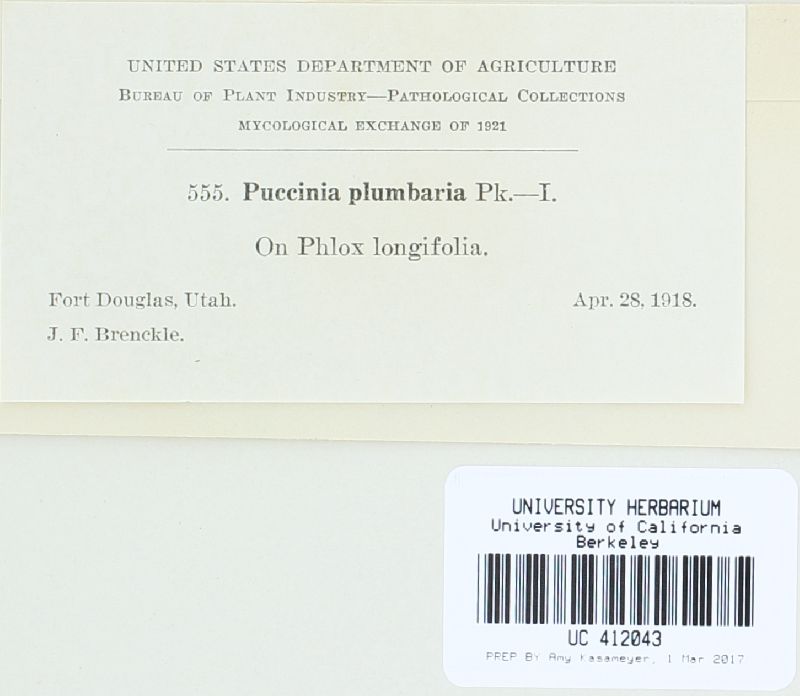 UNITED STATES DEPARTMENT OF AGRICULTURE
BUREAU OF PLANT INDUSTRY—PATHOLOGICAL COLLECTIONS
MYCOLOGICAL EXCHANGE OF 1921
555. Puccinia plumbaria Pk.—I.
On Phlox longifolia.
Fort Douglas, Utah. Apr. 28, 1918.
J. F. Brenckle.
UNIVERSITY HERBARIUM
University of California
Berkeley
UC 412043
PREP BY Amy Kasameyer, 1 Mar 2017